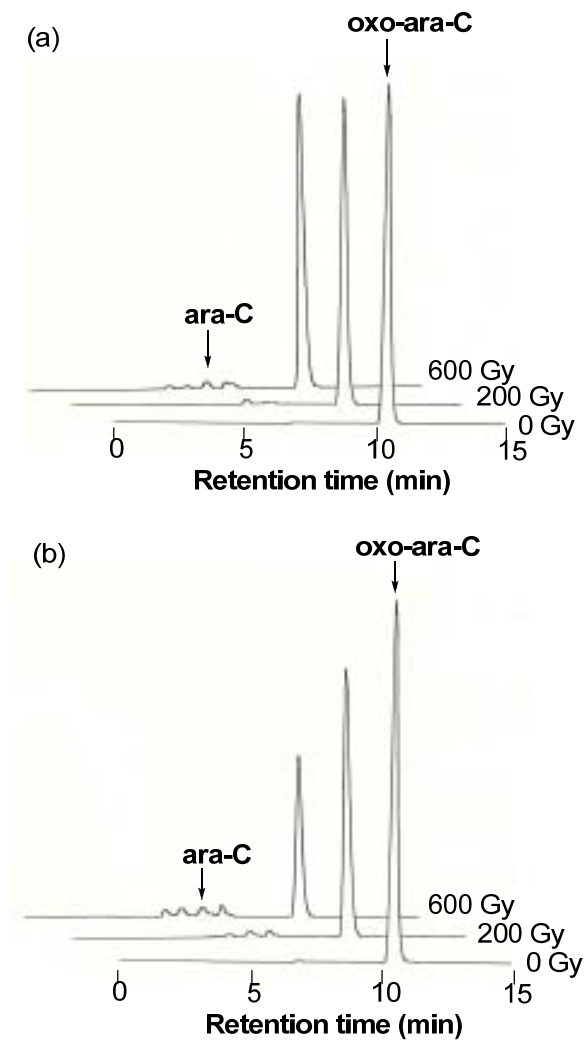 (a)
oxo-ara-C
ara-C
600 Gy
200 Gy
0 Gy
0 5 10 15
Retention time (min)
(b)
oxo-ara-C
ara-C
600 Gy
200 Gy
0 Gy
0 5 10 15
Retention time (min)